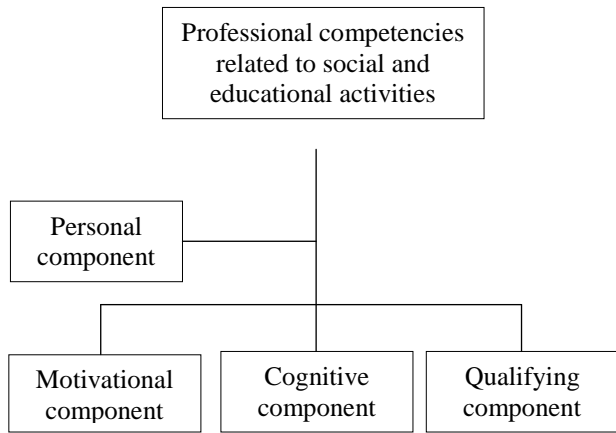 Professional competencies
related to social and
educational activities
Personal
component
Motivational
component
Cognitive
component
Qualifying
component